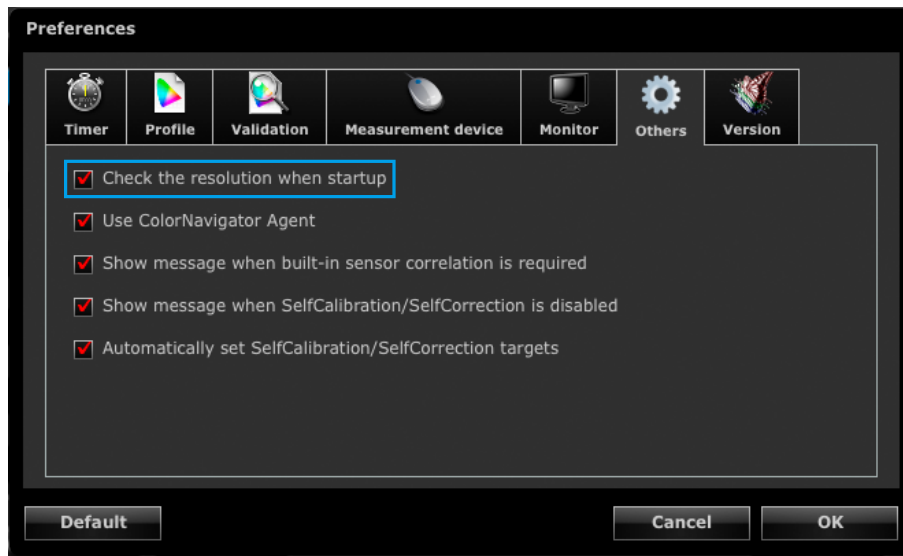 Preferences
Timer
Profile
Validation
Measurement device
Monitor
Others
Version
Check the resolution when startup
Use ColorNavigator Agent
Show message when built-in sensor correlation is required
Show message when SelfCalibration/SelfCorrection is disabled
Automatically set SelfCalibration/SelfCorrection targets
Default
Cancel
OK